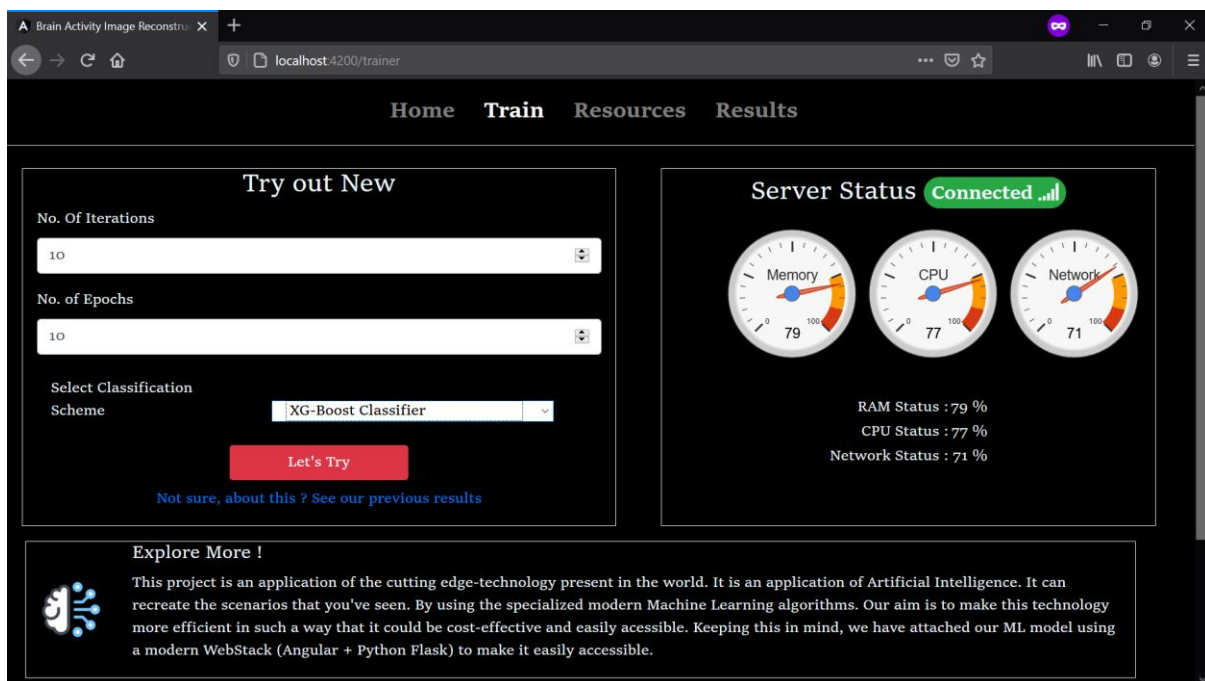 Brain Activity Image Reconstruc
localhost:4200/trainer
Home Train Resources Results
Try out New
No. Of Iterations
10
No. of Epochs
10
Select Classification
Scheme
XG-Boost Classifier
Let's Try
Not sure, about this ? See our previous results
Server Status Connected
Memory
0 100
79
CPU
0 100
77
Network
0 100
71
RAM Status : 79 %
CPU Status : 77 %
Network Status : 71 %
Explore More !
This project is an application of the cutting edge-technology present in the world. It is an application of Artificial Intelligence. It can
recreate the scenarios that you've seen. By using the specialized modern Machine Learning algorithms. Our aim is to make this technology
more efficient in such a way that it could be cost-effective and easily acessible. Keeping this in mind, we have attached our ML model using
a modern WebStack (Angular + Python Flask) to make it easily accessible.